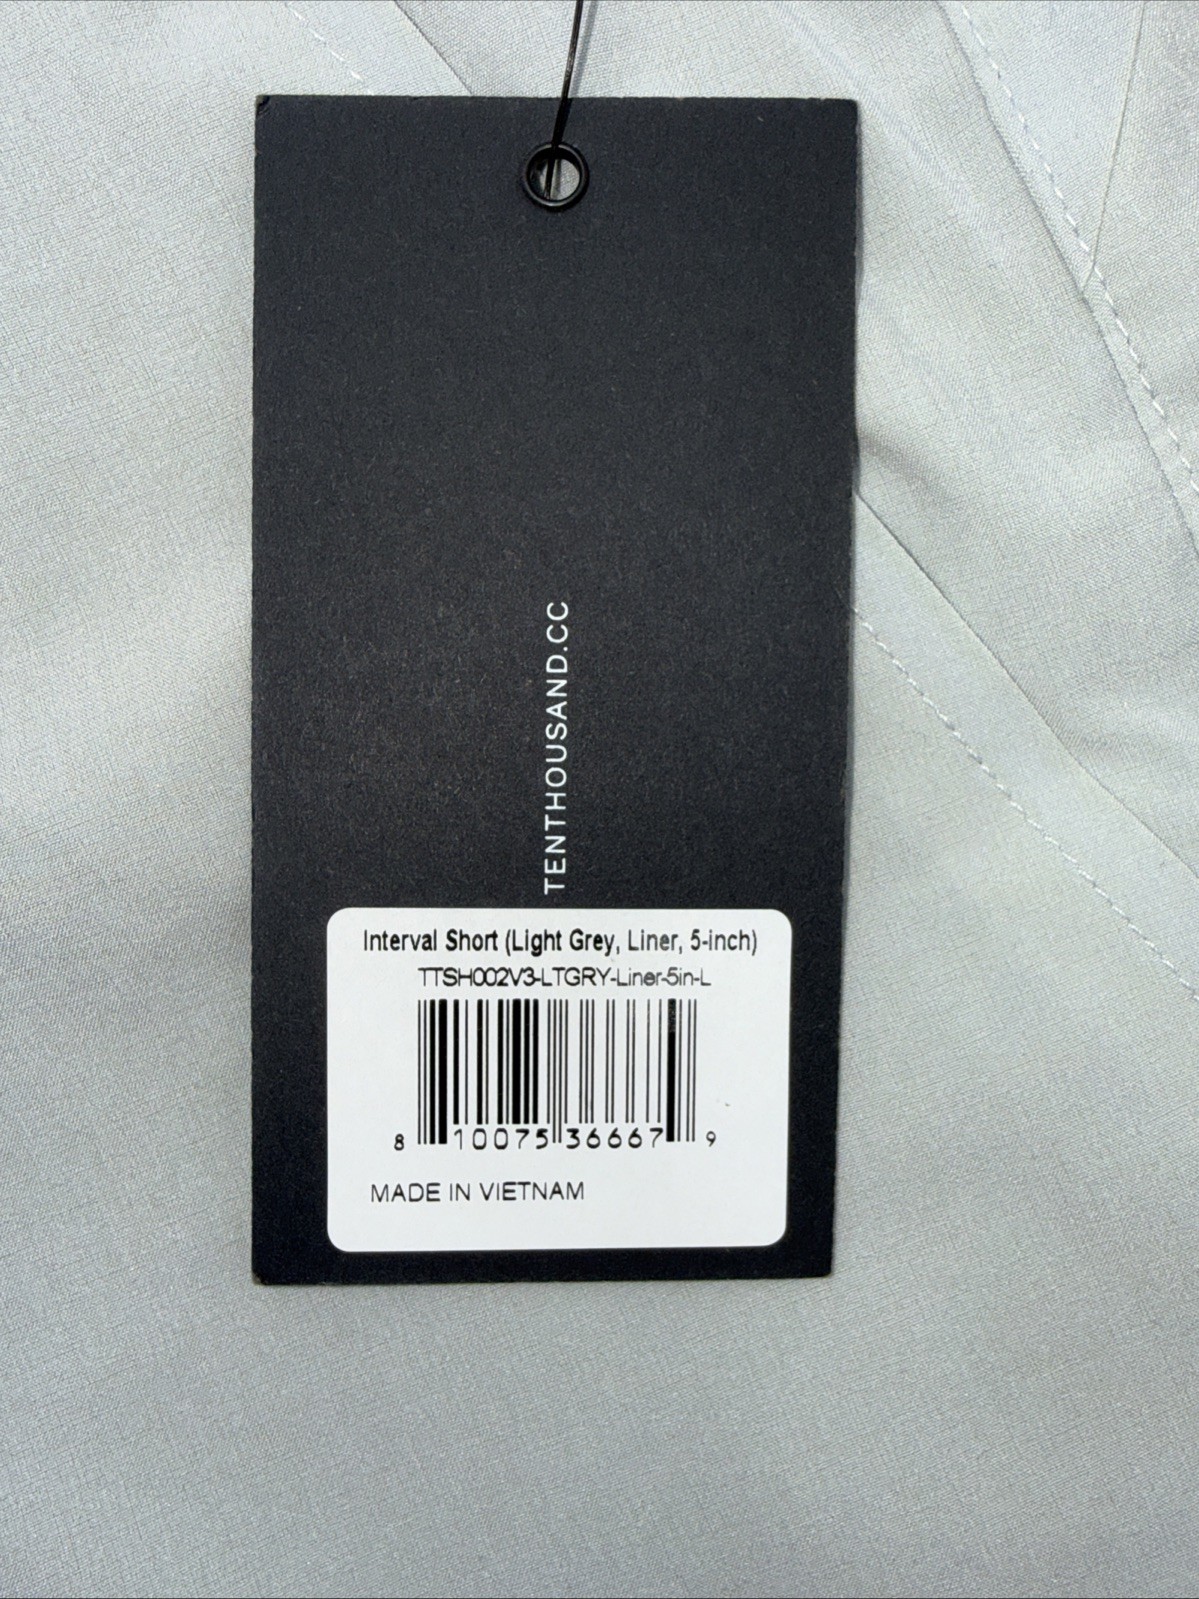 TENTHOUSAND.CC
Interval Short (Light Grey, Liner, 5-inch)
TTSH002V3-LTGRY-Liner-5in-L
8 10075 36667 9
MADE IN VIETNAM